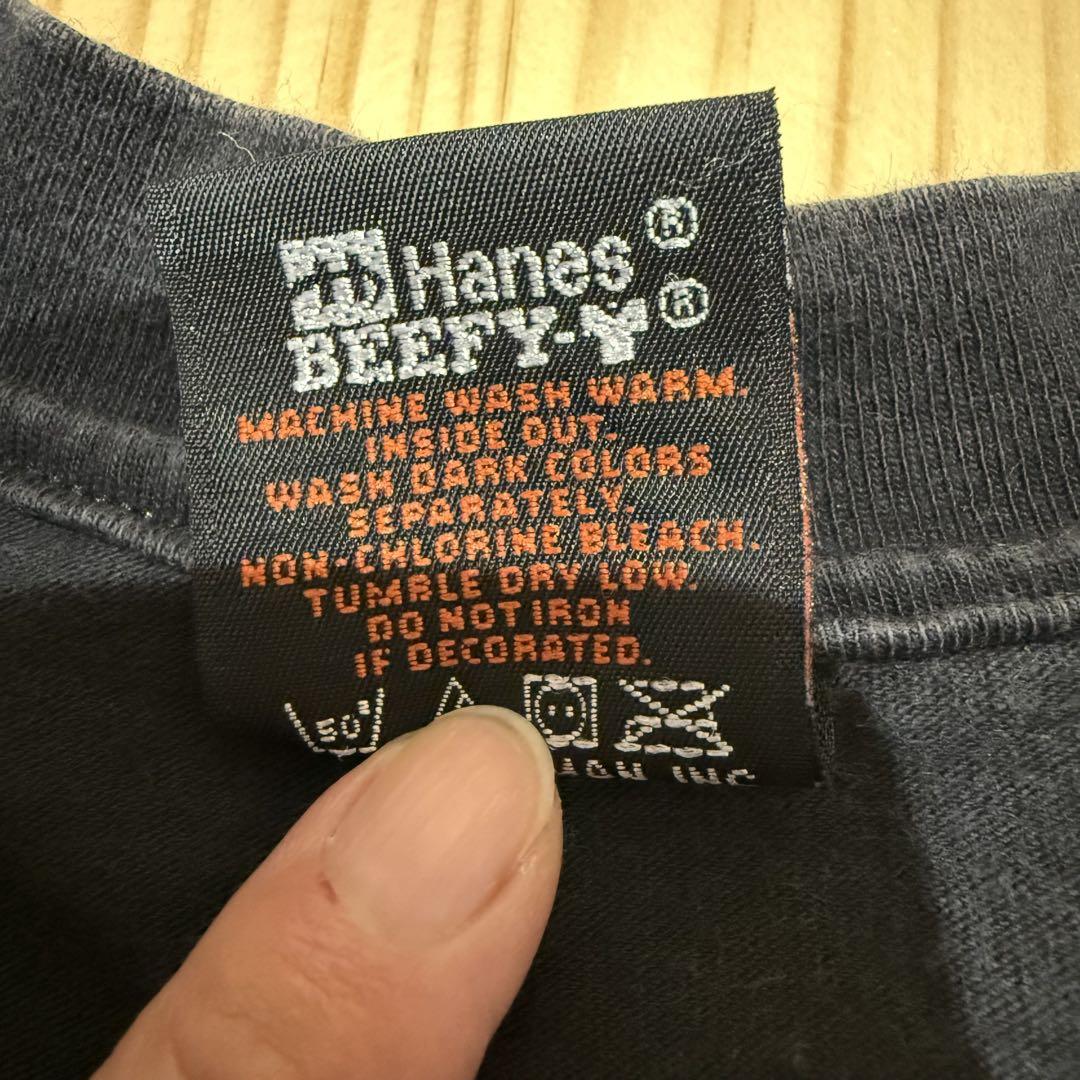 Hanes®
BEEFY-T®
MACHINE WASH WARM.
INSIDE OUT.
WASH DARK COLORS
SEPARATELY.
NON-CHLORINE BLEACH.
TUMBLE DRY LOW.
DO NOT IRON
IF DECORATED.
50°
INC